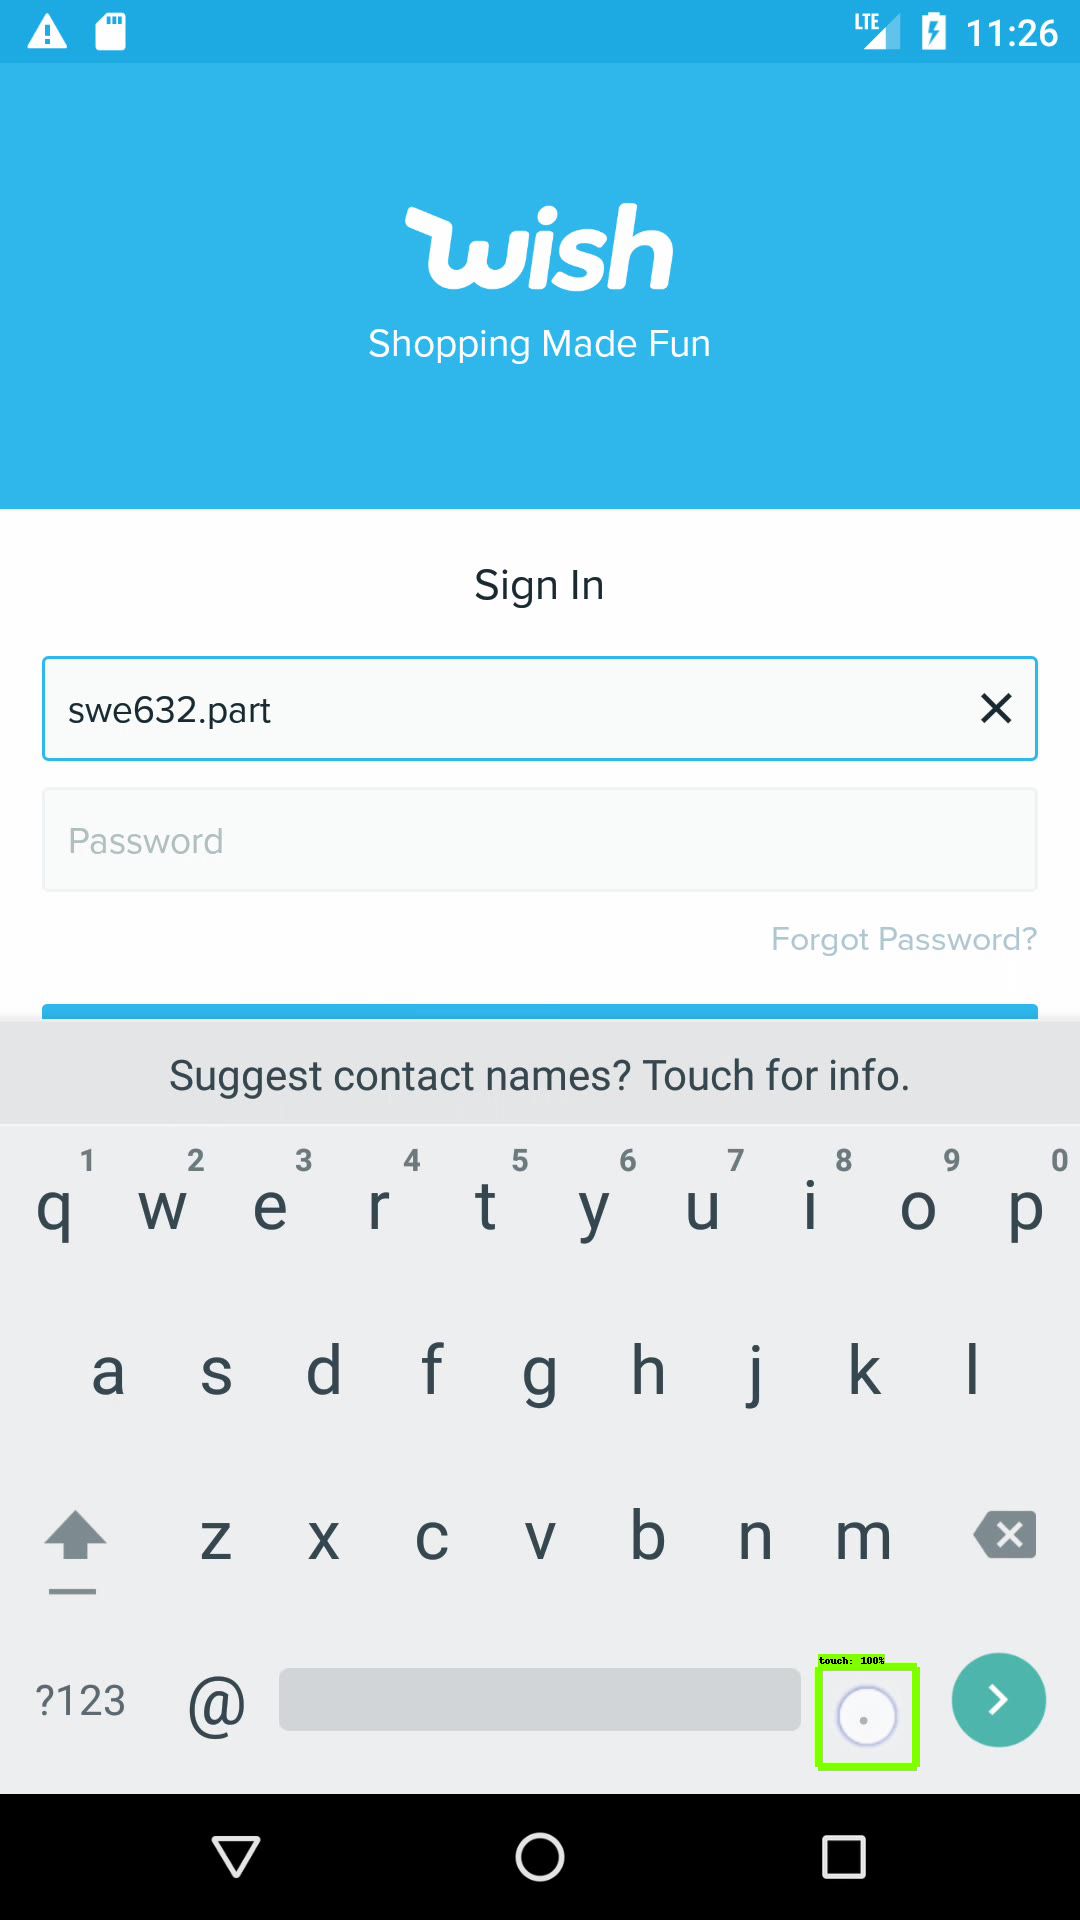 LTE 11:26
wish
Shopping Made Fun
Sign In
swe632.part
Password
Forgot Password?
Suggest contact names? Touch for info.
1 2 3 4 5 6 7 8 9 0
q w e r t y u i o p
a s d f g h j k l
z x c v b n m
touch: 100%
?123 @ .